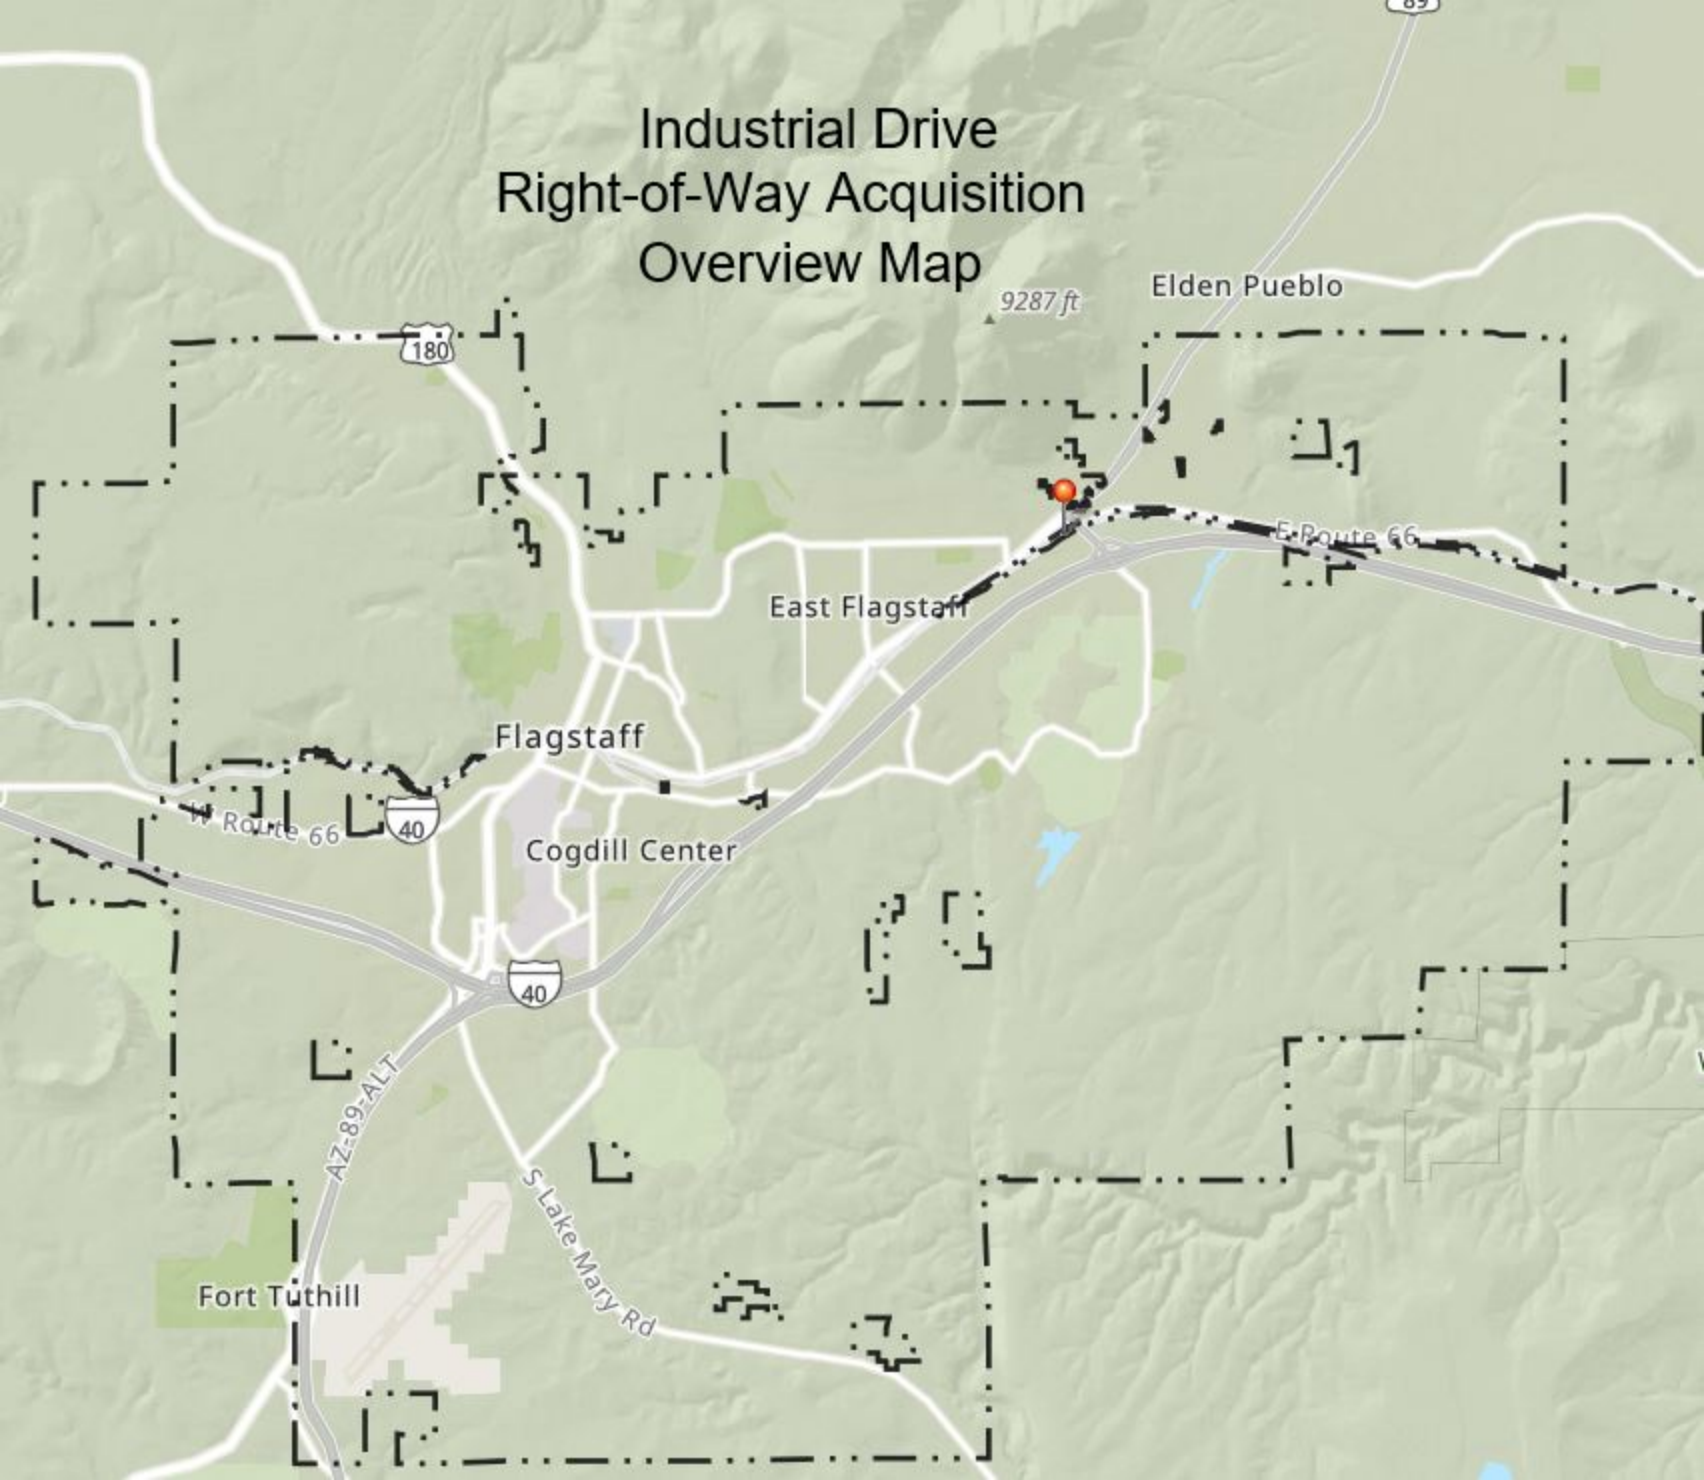 89
Industrial Drive
Right-of-Way Acquisition
Overview Map
Elden Pueblo
9287 ft
180
E Route 66
East Flagstaff
Flagstaff
W Route 66
40
Cogdill Center
40
AZ-89-ALT
S Lake Mary Rd
Fort Tuthill